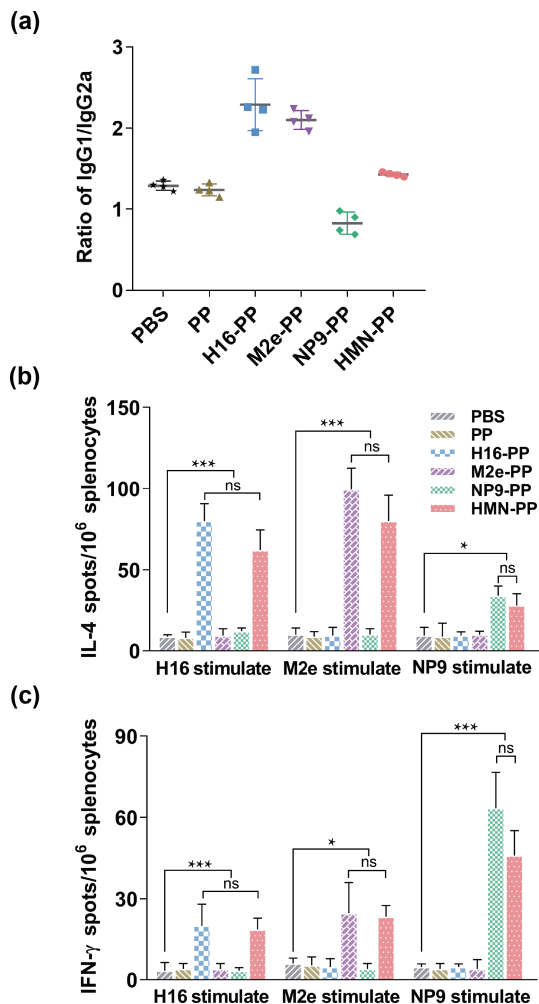 (a)
Ratio of IgG1/IgG2a
3
2
1
0
PBS
PP
H16-PP
M2e-PP
NP9-PP
HMN-PP
(b)
IL-4 spots/10⁶ splenocytes
150
100
50
0
***
ns
***
ns
*
ns
PBS
PP
H16-PP
M2e-PP
NP9-PP
HMN-PP
H16 stimulate
M2e stimulate
NP9 stimulate
(c)
IFN-γ spots/10⁶ splenocytes
90
60
30
0
***
ns
*
ns
***
ns
H16 stimulate
M2e stimulate
NP9 stimulate